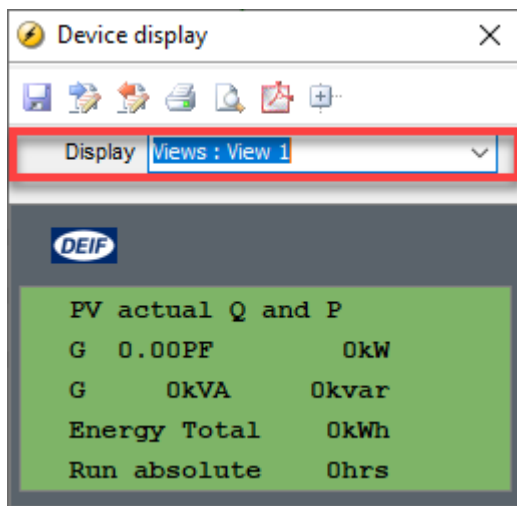 Device display
Display Views : View 1
DEIF
PV actual Q and P
G 0.00PF 0kW
G 0kVA 0kvar
Energy Total 0kWh
Run absolute 0hrs